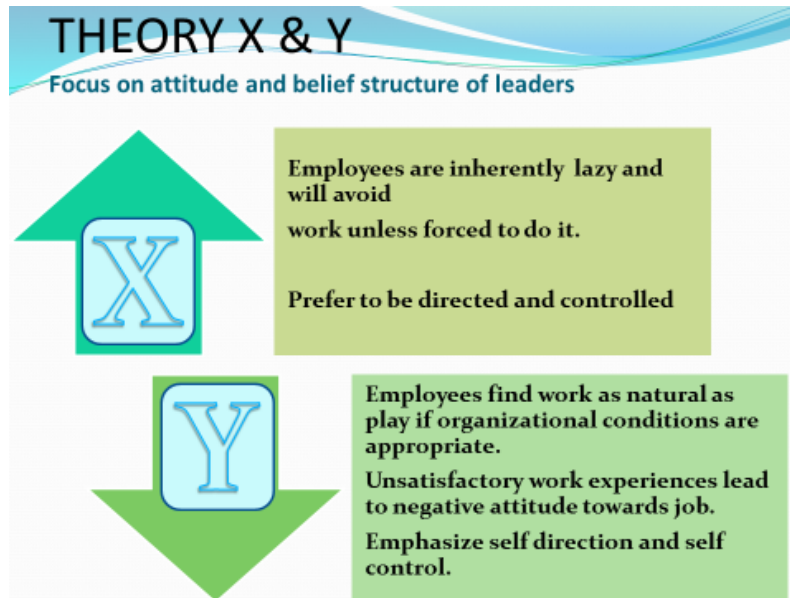 THEORY X & Y
Focus on attitude and belief structure of leaders
X
Employees are inherently lazy and
will avoid
work unless forced to do it.
Prefer to be directed and controlled
Y
Employees find work as natural as
play if organizational conditions are
appropriate.
Unsatisfactory work experiences lead
to negative attitude towards job.
Emphasize self direction and self
control.